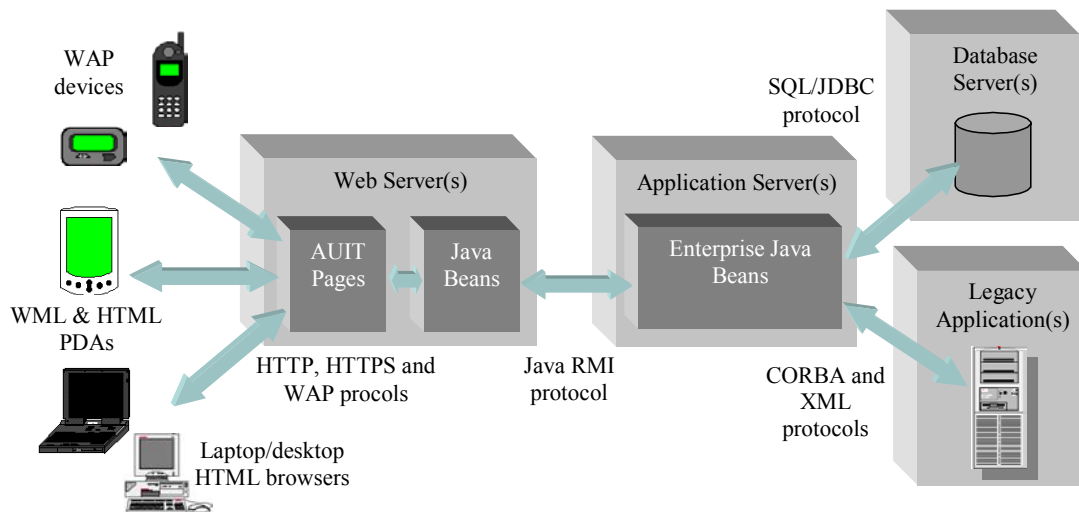 WAP
devices
WML & HTML
PDAs
Laptop/desktop
HTML browsers
Web Server(s)
AUIT
Pages
Java
Beans
HTTP, HTTPS and
WAP procols
Java RMI
protocol
Application Server(s)
Enterprise Java
Beans
SQL/JDBC
protocol
Database
Server(s)
CORBA and
XML
protocols
Legacy
Application(s)